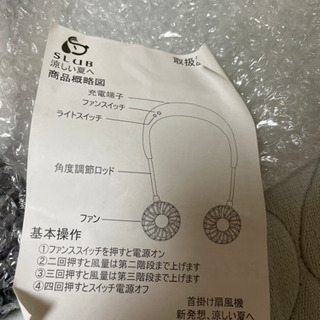 SLUB
涼しい夏へ
取扱
商品概略図
充電端子
ファンスイッチ
ライトスイッチ
角度調節ロッド
ファン
基本操作
①ファンススイッチを押すと電源オン
②二回押すと風量は第二階段まで上げます
③三回押すと風量は第三階段まで上げます
④四回押すとスイッチ電源オフ
首掛け扇風機
新発想、涼しい夏へ